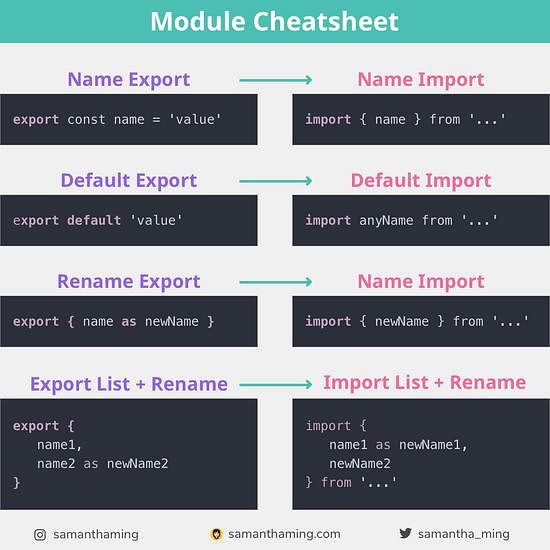 Module Cheatsheet
Name Export
Name Import
export const name = 'value'
import { name } from '...'
Default Export
Default Import
export default 'value'
import anyName from '...'
Rename Export
Name Import
export { name as newName }
import { newName } from '...'
Export List + Rename
Import List + Rename
export {
name1,
name2 as newName2
}
import {
name1 as newName1,
newName2
} from '...'
samanthaming
samanthaming.com
samantha_ming